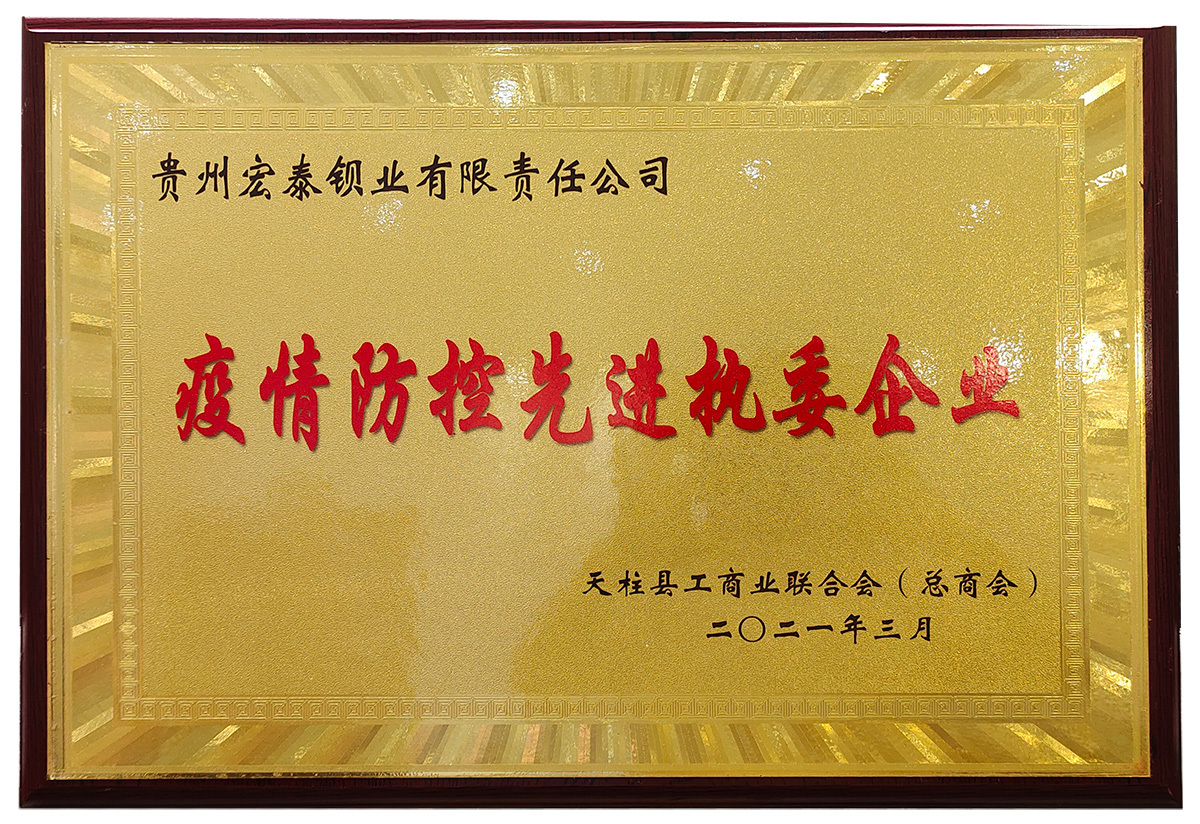 贵州宏泰钡业有限责任公司
疫情防控先进执委企业
天柱县工商业联合会（总商会）
二〇二一年三月